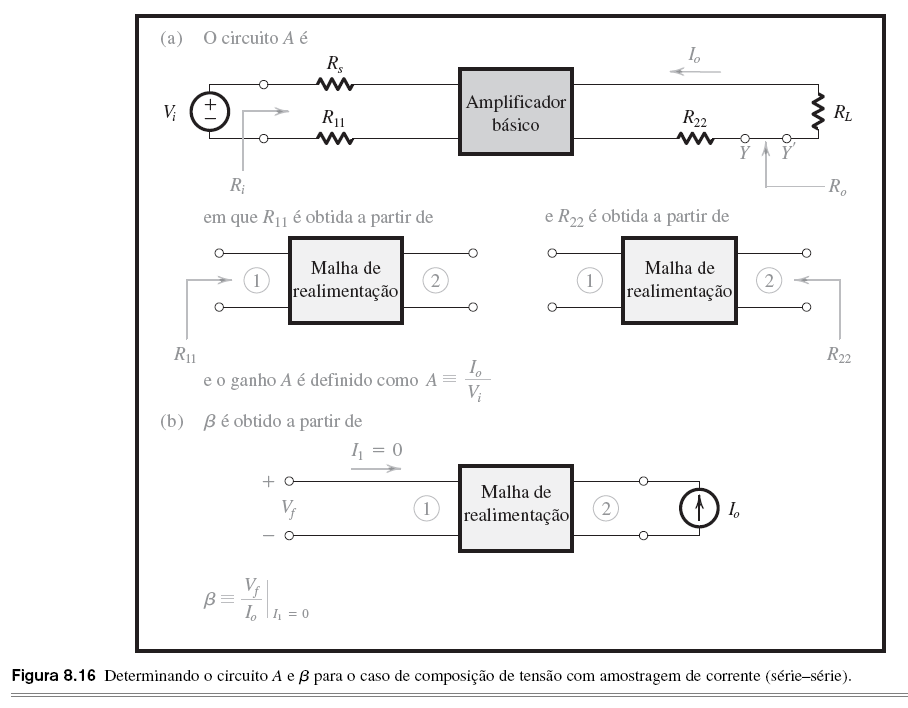 (a) O circuito A é
I_o
R_s
V_i
+
−
Amplificador
básico
R_11
R_22
R_L
Y Y'
R_i
R_o
em que R_11 é obtida a partir de
e R_22 é obtida a partir de
1
Malha de
realimentação
2
R_11
1
Malha de
realimentação
2
R_22
e o ganho A é definido como A ≡ I_o / V_i
(b) β é obtido a partir de
I_1 = 0
+
V_f
−
1
Malha de
realimentação
2
I_o
β ≡ V_f / I_o | I_1 = 0
Figura 8.16 Determinando o circuito A e β para o caso de composição de tensão com amostragem de corrente (série–série).